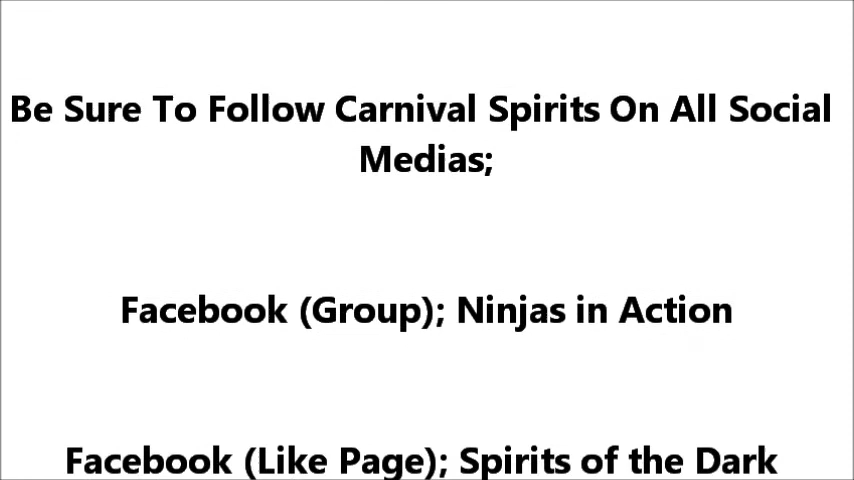 Be Sure To Follow Carnival Spirits On All Social
Medias;
Facebook (Group); Ninjas in Action
Facebook (Like Page); Spirits of the Dark